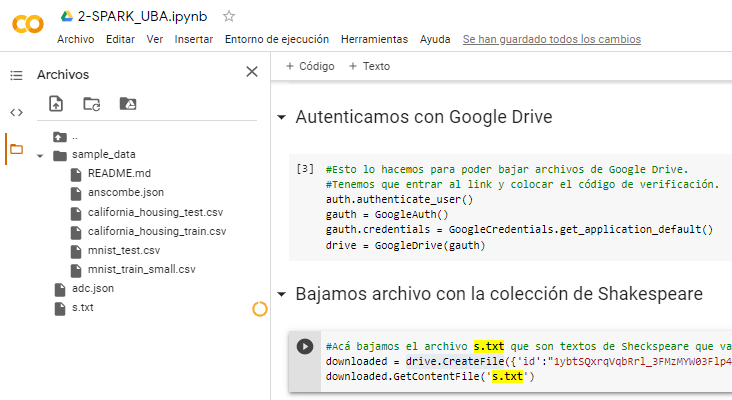 2-SPARK_UBA.ipynb
Archivo Editar Ver Insertar Entorno de ejecución Herramientas Ayuda Se han guardado todos los cambios
Archivos
+ Código + Texto
..
sample_data
README.md
anscombe.json
california_housing_test.csv
california_housing_train.csv
mnist_test.csv
mnist_train_small.csv
adc.json
s.txt
Autenticamos con Google Drive
[3] #Esto lo hacemos para poder bajar archivos de Google Drive.
#Tenemos que entrar al link y colocar el código de verificación.
auth.authenticate_user()
gauth = GoogleAuth()
gauth.credentials = GoogleCredentials.get_application_default()
drive = GoogleDrive(gauth)
Bajamos archivo con la colección de Shakespeare
#Acá bajamos el archivo s.txt que son textos de Sheckspeare que va
downloaded = drive.CreateFile({'id':"1ybtSQxrqVqbRrl_3FMzMYW03Flp4
downloaded.GetContentFile('s.txt')